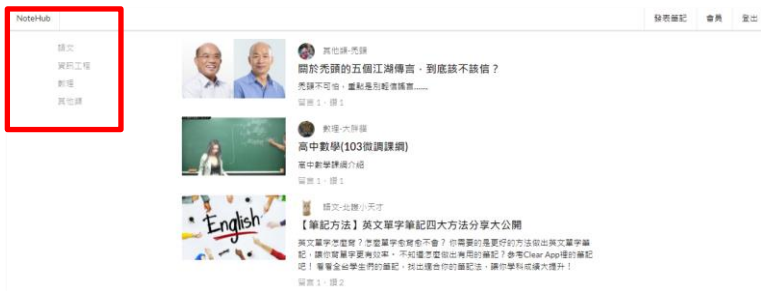 NoteHub
發表筆記 會員 登出
語文
資訊工程
數理
其他類
其他類-禿頭
關於禿頭的五個江湖傳言,到底該不該信?
禿頭不可怕,重點是別輕信謠言......
留言 1・讚 1
數理-大胖貓
高中數學(103微調課綱)
高中數學課綱介紹
留言 1・讚 1
English
語文-北讀小天才
【筆記方法】英文單字筆記四大方法分享大公開
英文單字怎麼背?怎麼單字愈背愈不會? 你需要的是更好的方法做出英文單字筆
記,讓你背單字更有效率。 不知道怎麼做出有用的筆記?參考Clear App裡的筆記
吧! 看看全台學生們的筆記,找出適合你的筆記法,讓你學科成績大提升!
留言 1・讚 2